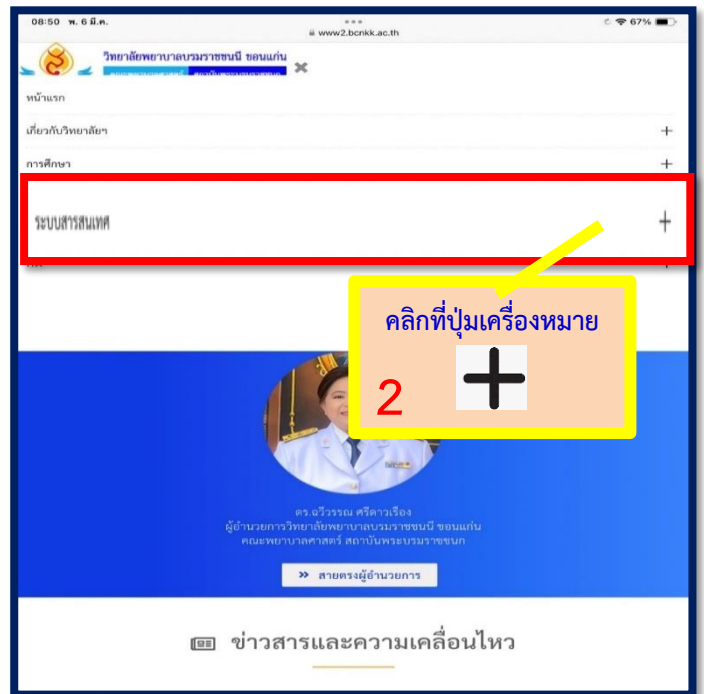 08:50 พ. 6 มี.ค.
www2.bcnkk.ac.th
67%
วิทยาลัยพยาบาลบรมราชชนนี ขอนแก่น
หน้าแรก
เกี่ยวกับวิทยาลัยฯ
การศึกษา
ระบบสารสนเทศ
คลิกที่ปุ่มเครื่องหมาย
2
ดร.ฉวีวรรณ ศรีดาวเรือง
ผู้อำนวยการวิทยาลัยพยาบาลบรมราชชนนี ขอนแก่น
คณะพยาบาลศาสตร์ สถาบันพระบรมราชชนก
สายตรงผู้อำนวยการ
ข่าวสารและความเคลื่อนไหว